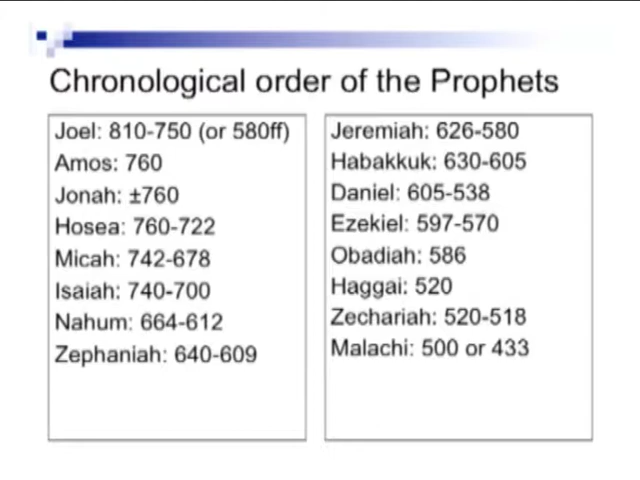 Chronological order of the Prophets
Joel: 810-750 (or 580ff)
Amos: 760
Jonah: ±760
Hosea: 760-722
Micah: 742-678
Isaiah: 740-700
Nahum: 664-612
Zephaniah: 640-609
Jeremiah: 626-580
Habakkuk: 630-605
Daniel: 605-538
Ezekiel: 597-570
Obadiah: 586
Haggai: 520
Zechariah: 520-518
Malachi: 500 or 433